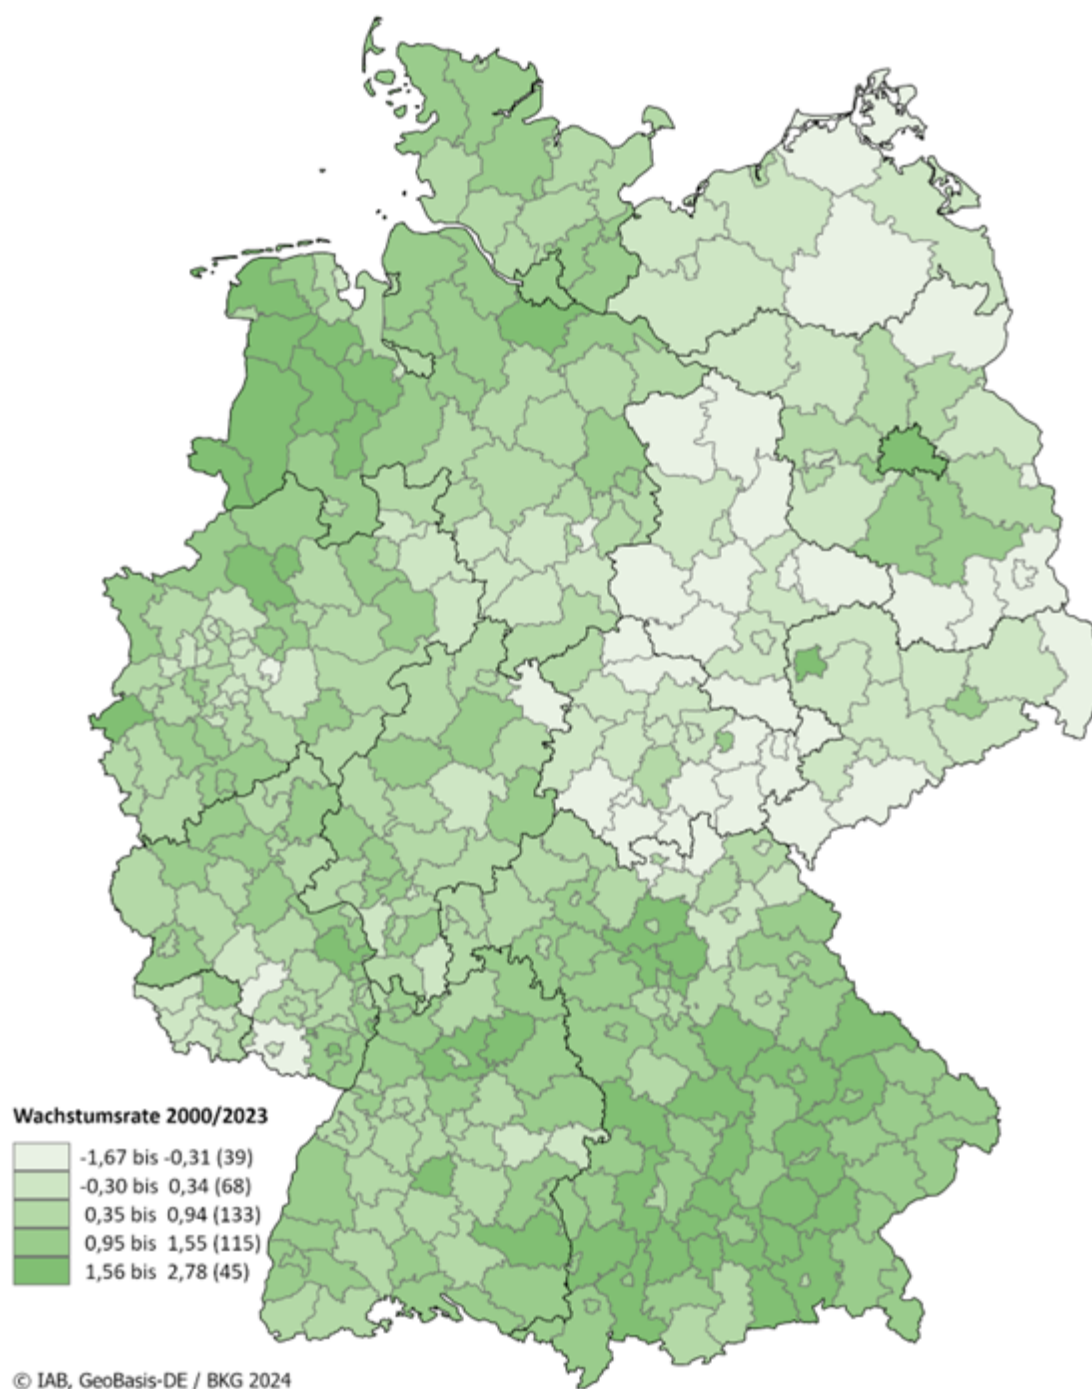 Wachstumsrate 2000/2023
-1,67 bis -0,31 (39)
-0,30 bis 0,34 (68)
0,35 bis 0,94 (133)
0,95 bis 1,55 (115)
1,56 bis 2,78 (45)
© IAB, GeoBasis-DE / BKG 2024